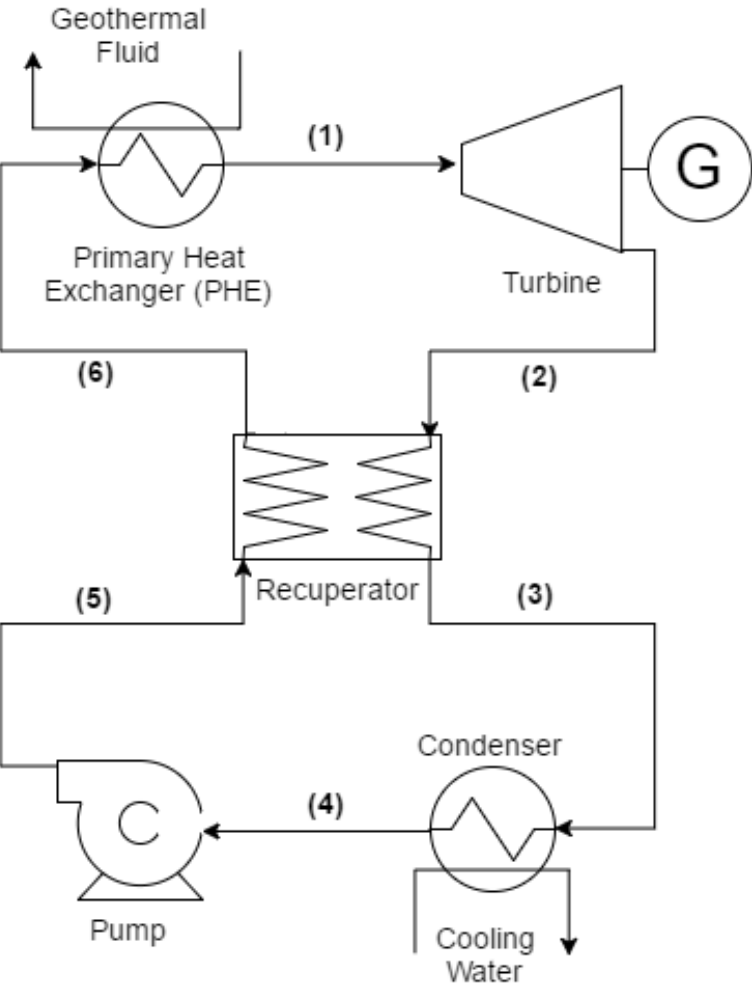 Geothermal
Fluid
(1)
G
Primary Heat
Exchanger (PHE)
Turbine
(6)
(2)
Recuperator
(5)
(3)
Condenser
(4)
Pump
Cooling
Water